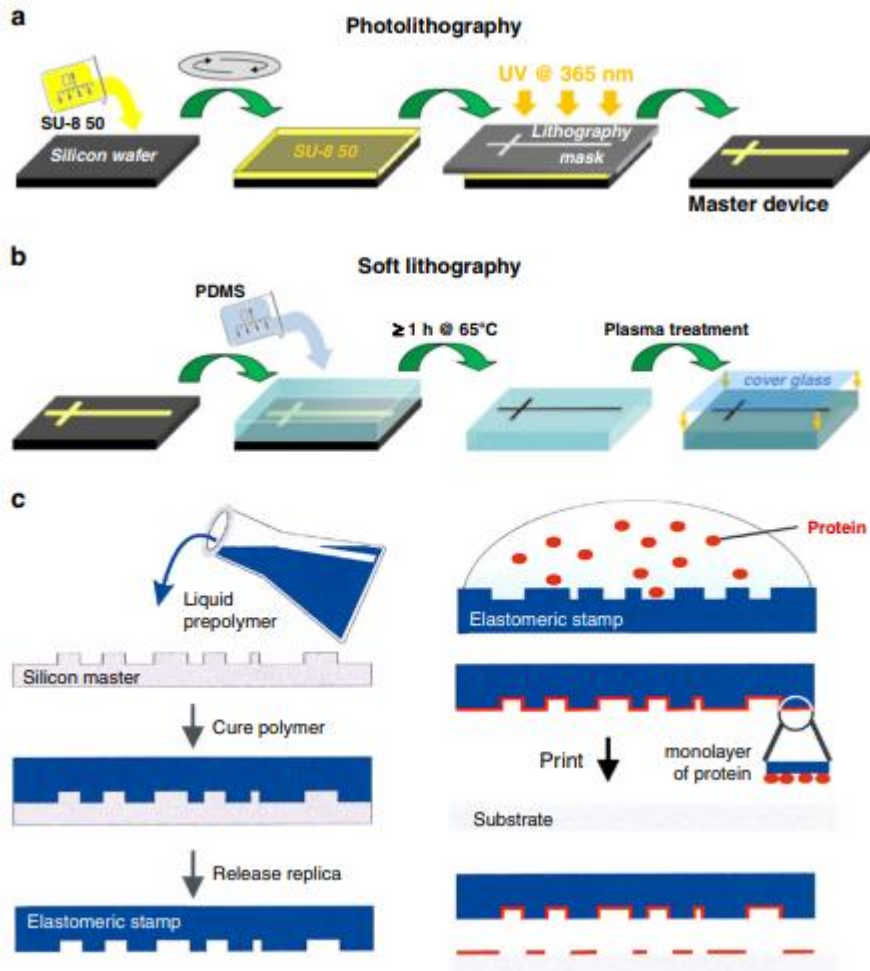 a
Photolithography
UV @ 365 nm
SU-8 50
Silicon wafer
SU-8 50
Lithography
mask
Master device
b
Soft lithography
PDMS
≥ 1 h @ 65°C
Plasma treatment
cover glass
c
Liquid
prepolymer
Silicon master
Cure polymer
Release replica
Elastomeric stamp
Protein
Elastomeric stamp
Print
monolayer
of protein
Substrate